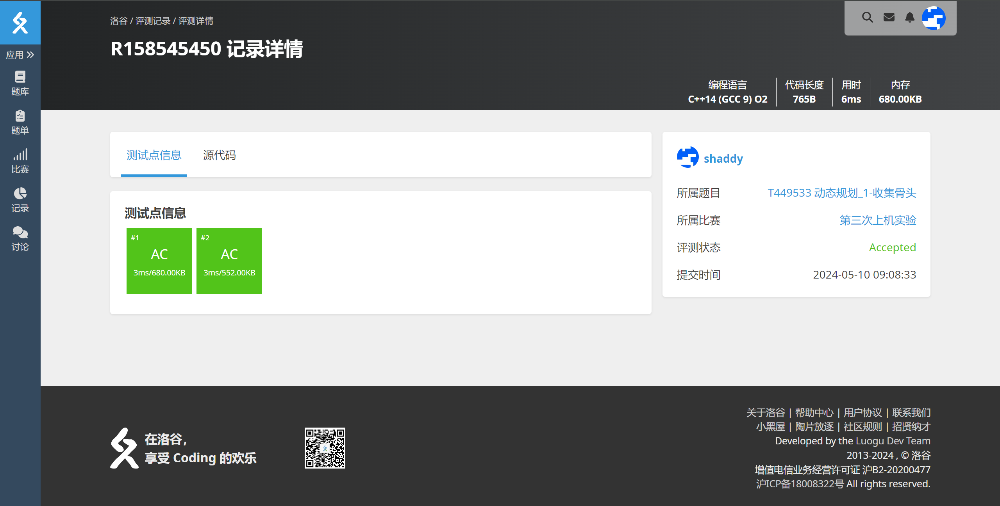 应用
题库
题单
比赛
记录
讨论
洛谷 / 评测记录 / 评测详情
R158545450 记录详情
编程语言
C++14 (GCC 9) O2
代码长度
765B
用时
6ms
内存
680.00KB
测试点信息 源代码
测试点信息
#1
AC
3ms/680.00KB
#2
AC
3ms/552.00KB
shaddy
所属题目 T449533 动态规划_1-收集骨头
所属比赛 第三次上机实验
评测状态 Accepted
提交时间 2024-05-10 09:08:33
在洛谷,
享受 Coding 的欢乐
关于洛谷 | 帮助中心 | 用户协议 | 联系我们
小黑屋 | 陶片放逐 | 社区规则 | 招贤纳才
Developed by the Luogu Dev Team
2013-2024 , © 洛谷
增值电信业务经营许可证 沪B2-20200477
沪ICP备18008322号 All rights reserved.